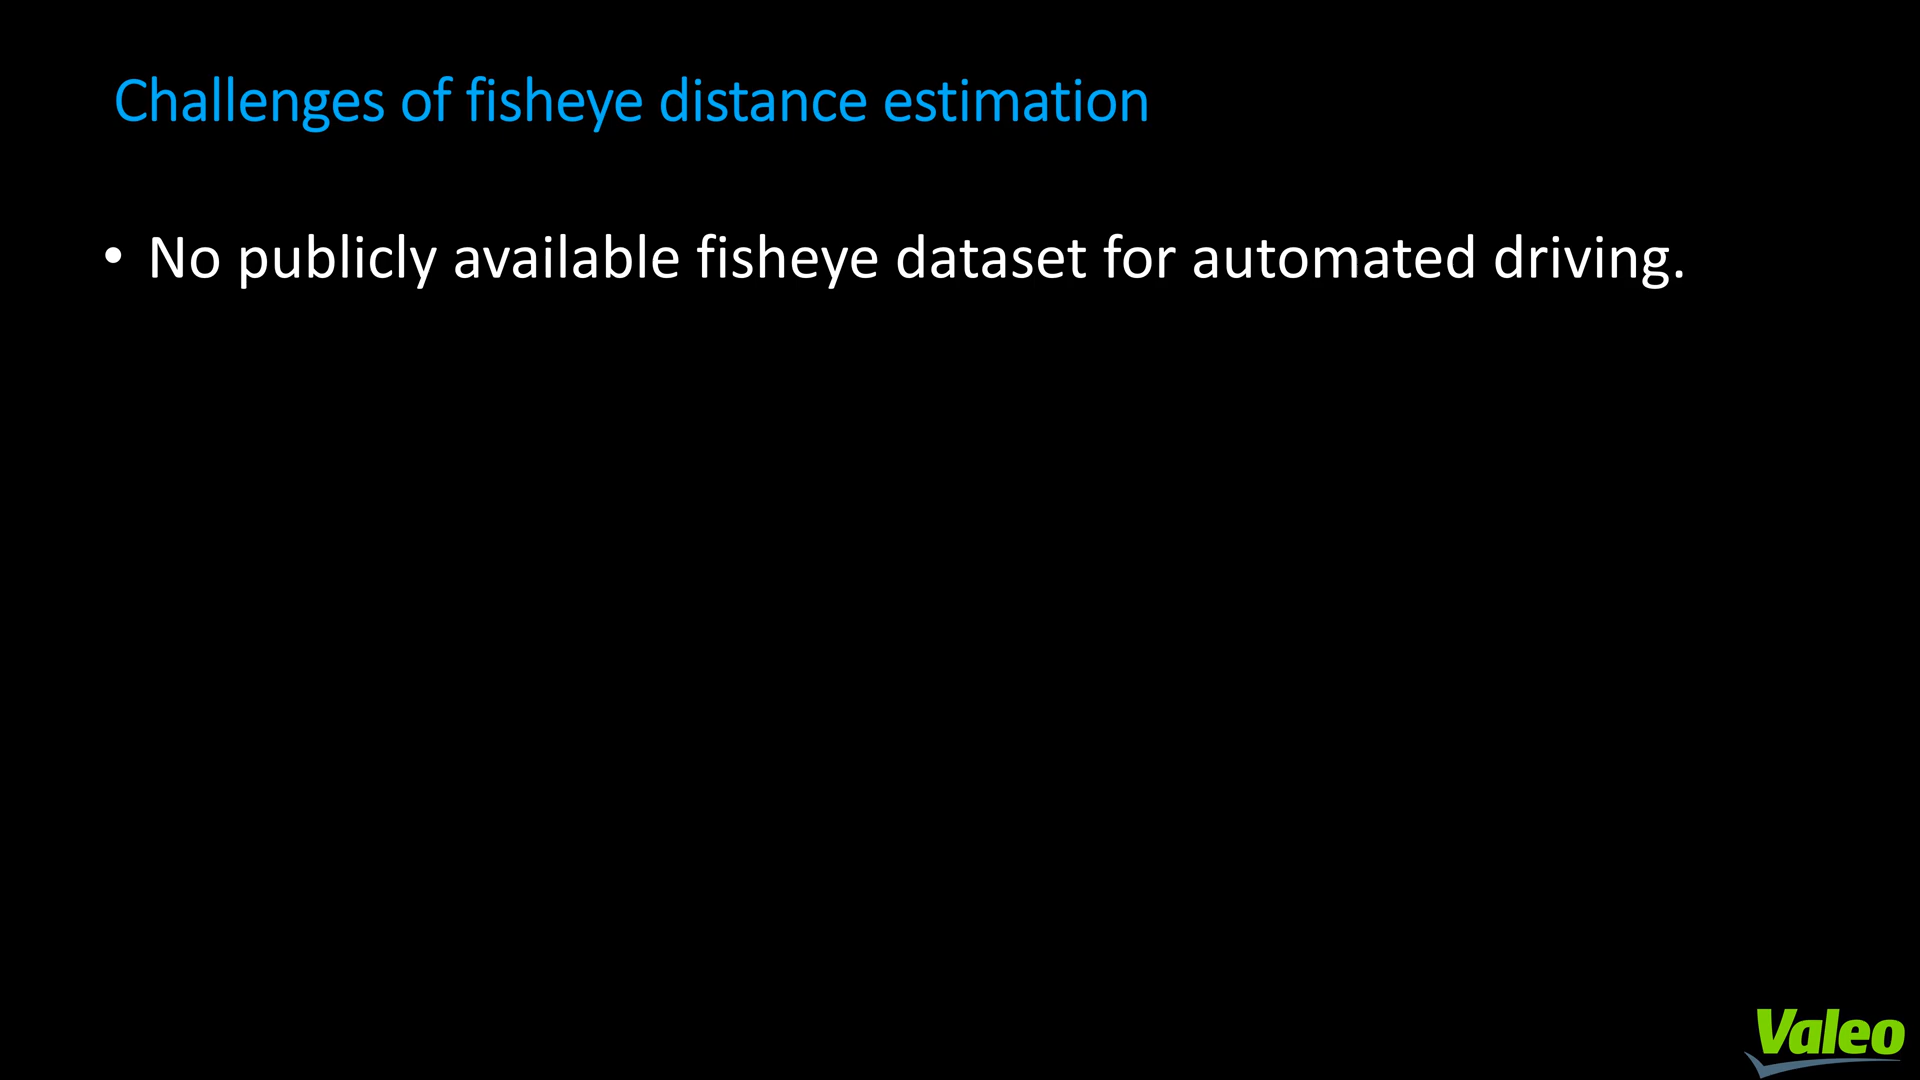 Challenges of fisheye distance estimation
• No publicly available fisheye dataset for automated driving.
Valeo